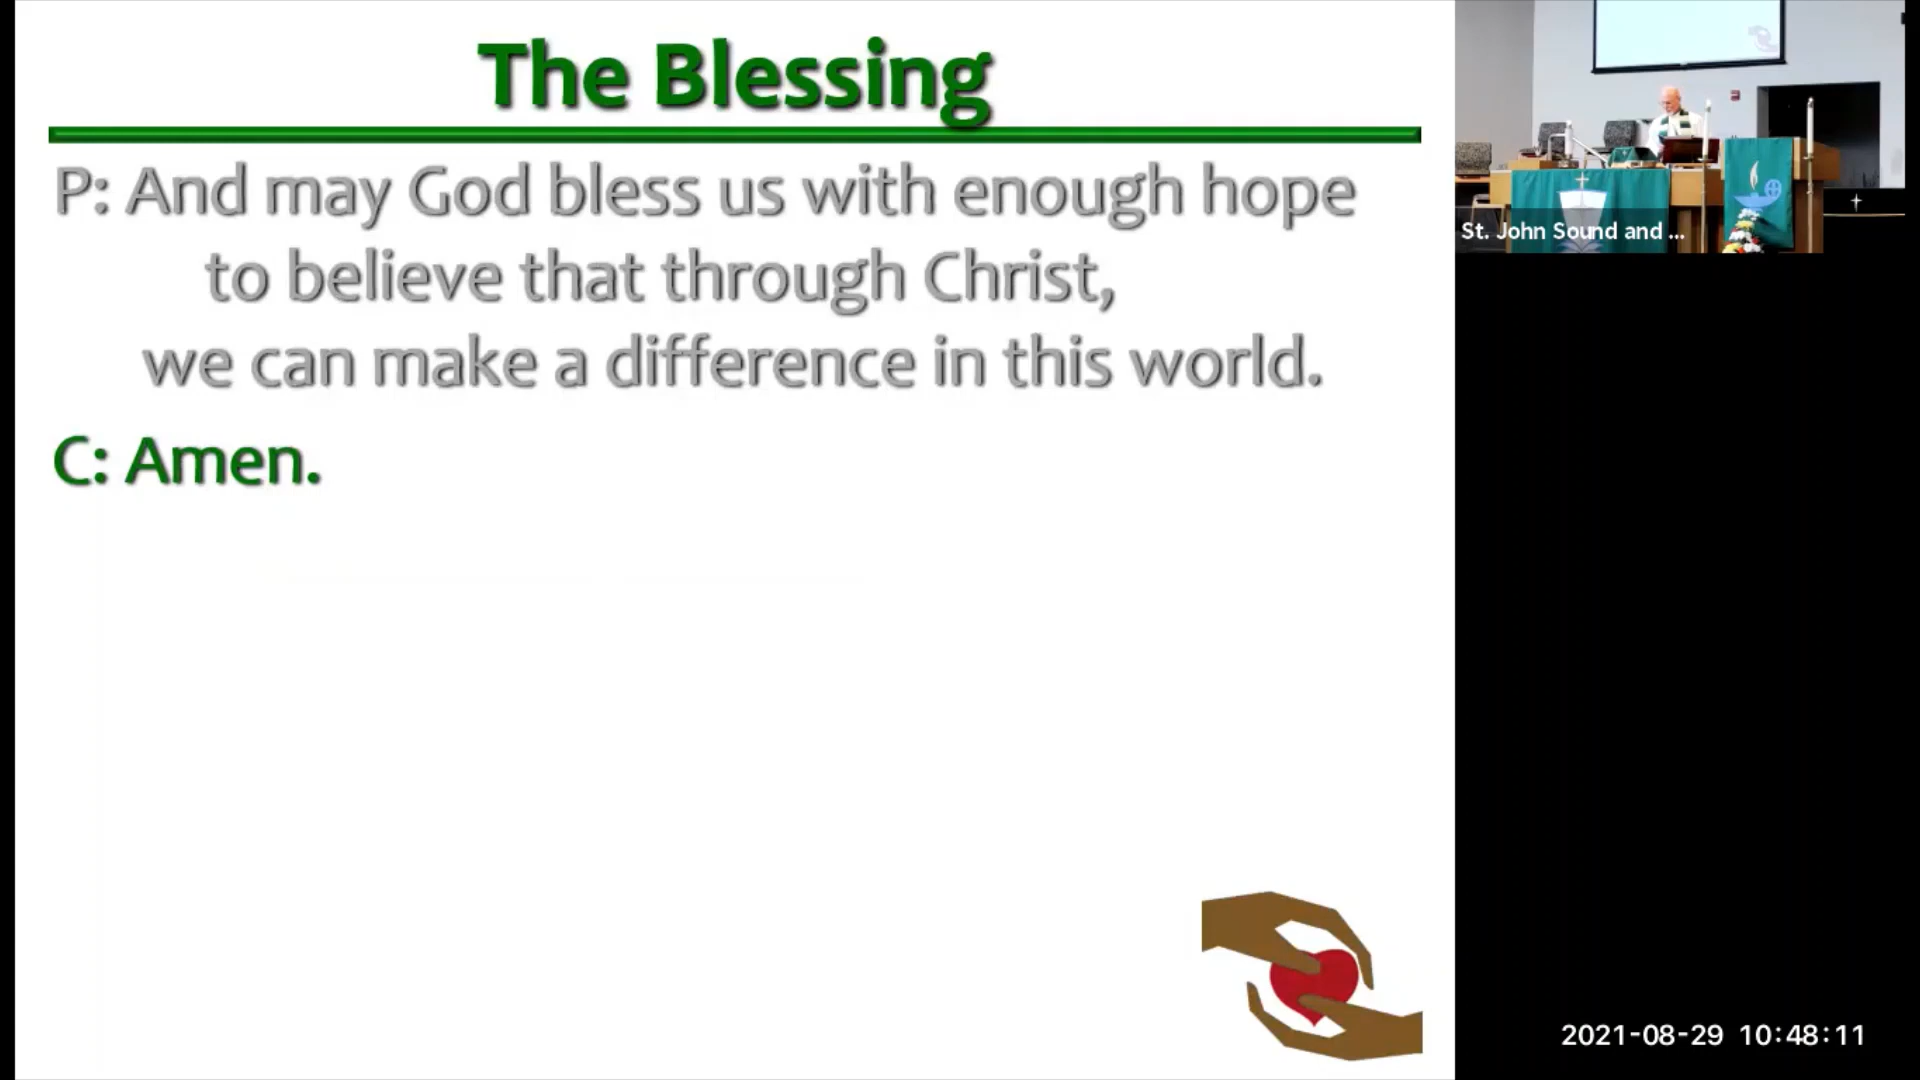 The Blessing
P: And may God bless us with enough hope
to believe that through Christ,
we can make a difference in this world.
C: Amen.
St. John Sound and ...
2021-08-29 10:48:11